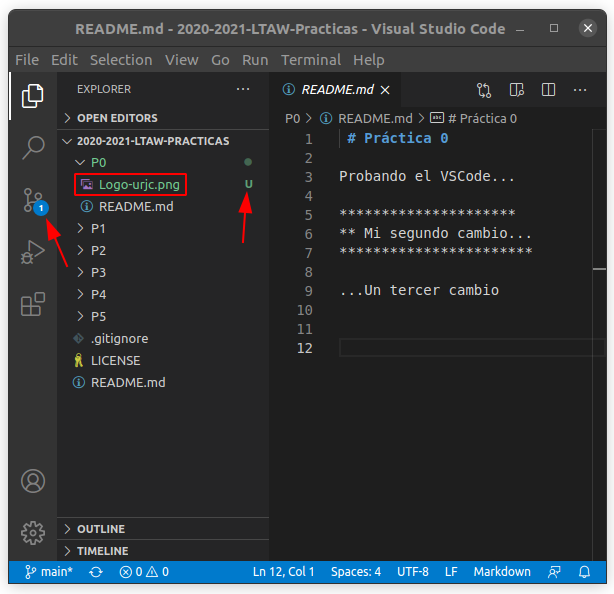 README.md - 2020-2021-LTAW-Practicas - Visual Studio Code
File Edit Selection View Go Run Terminal Help
EXPLORER
OPEN EDITORS
2020-2021-LTAW-PRACTICAS
P0
Logo-urjc.png U
README.md
P1
P2
P3
P4
P5
.gitignore
LICENSE
README.md
OUTLINE
TIMELINE
1
README.md
P0 > README.md > abc # Práctica 0
1 # Práctica 0
2
3 Probando el VSCode...
4
5 *********************
6 ** Mi segundo cambio...
7 ***********************
8
9 ...Un tercer cambio
10
11
12
main* 0 0 Ln 12, Col 1 Spaces: 4 UTF-8 LF Markdown